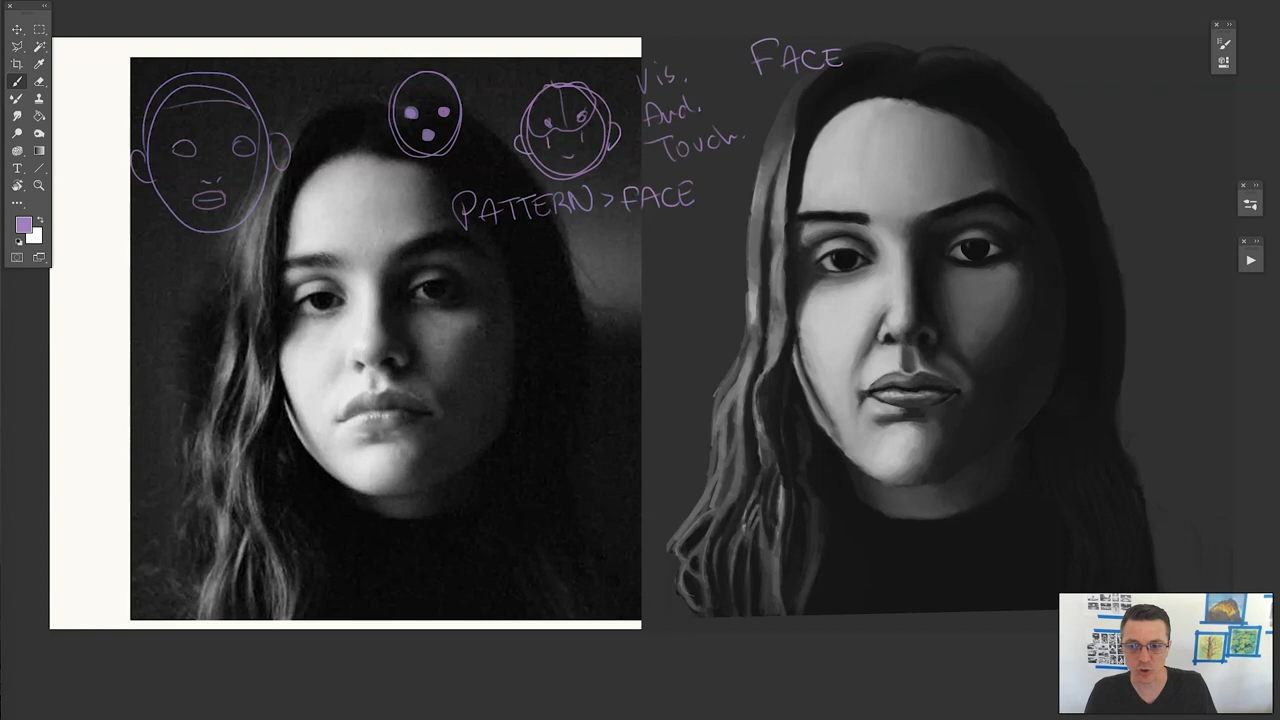 FACE
Vis.
Aud.
Touch.
PATTERN > FACE